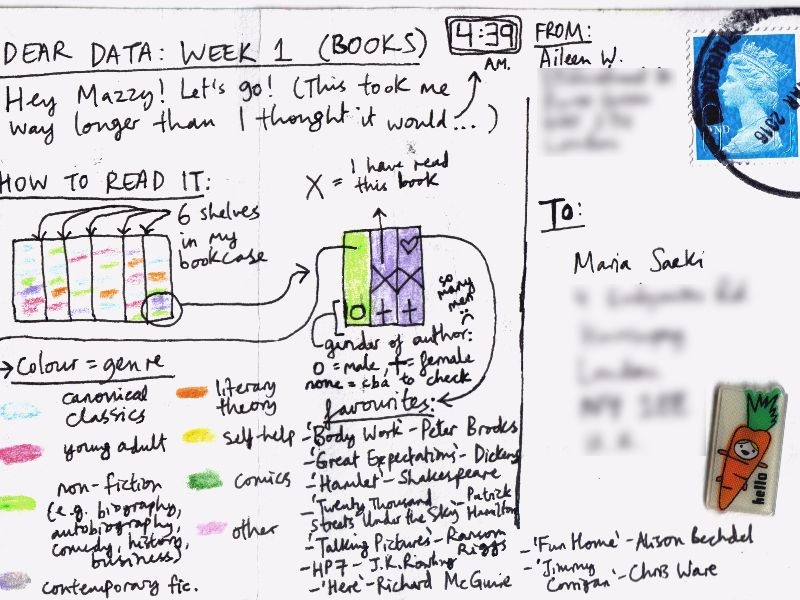 DEAR DATA: WEEK 1 (BOOKS)
4:39
A.M.
Hey Mazzy! Let's go! (This took me
way longer than I thought it would...)
HOW TO READ IT:
6 shelves
in my
bookcase
X = I have read
this book
so
many
men
gender of author:
O = male, + = female
none = cba to check
Colour = genre
canonical
classics
young adult
non-fiction
(e.g. biography,
autobiography,
comedy, history,
business)
contemporary fic.
literary
theory
self-help
comics
other
favourites:
- 'Body Work' - Peter Brooks
- 'Great Expectations' - Dickens
- 'Hamlet' - Shakespeare
- 'Twenty Thousand - Patrick
Streets Under the Sky' Hamilton
- 'Talking Pictures' - Ransom
Riggs
- HP7 - J.K. Rowling
- 'Here' - Richard McGuire
- 'Fun Home' - Alison Bechdel
- 'Jimmy
Corrigan' - Chris Ware
FROM:
Aileen W.
TO:
Maria Saaki
2016
hello